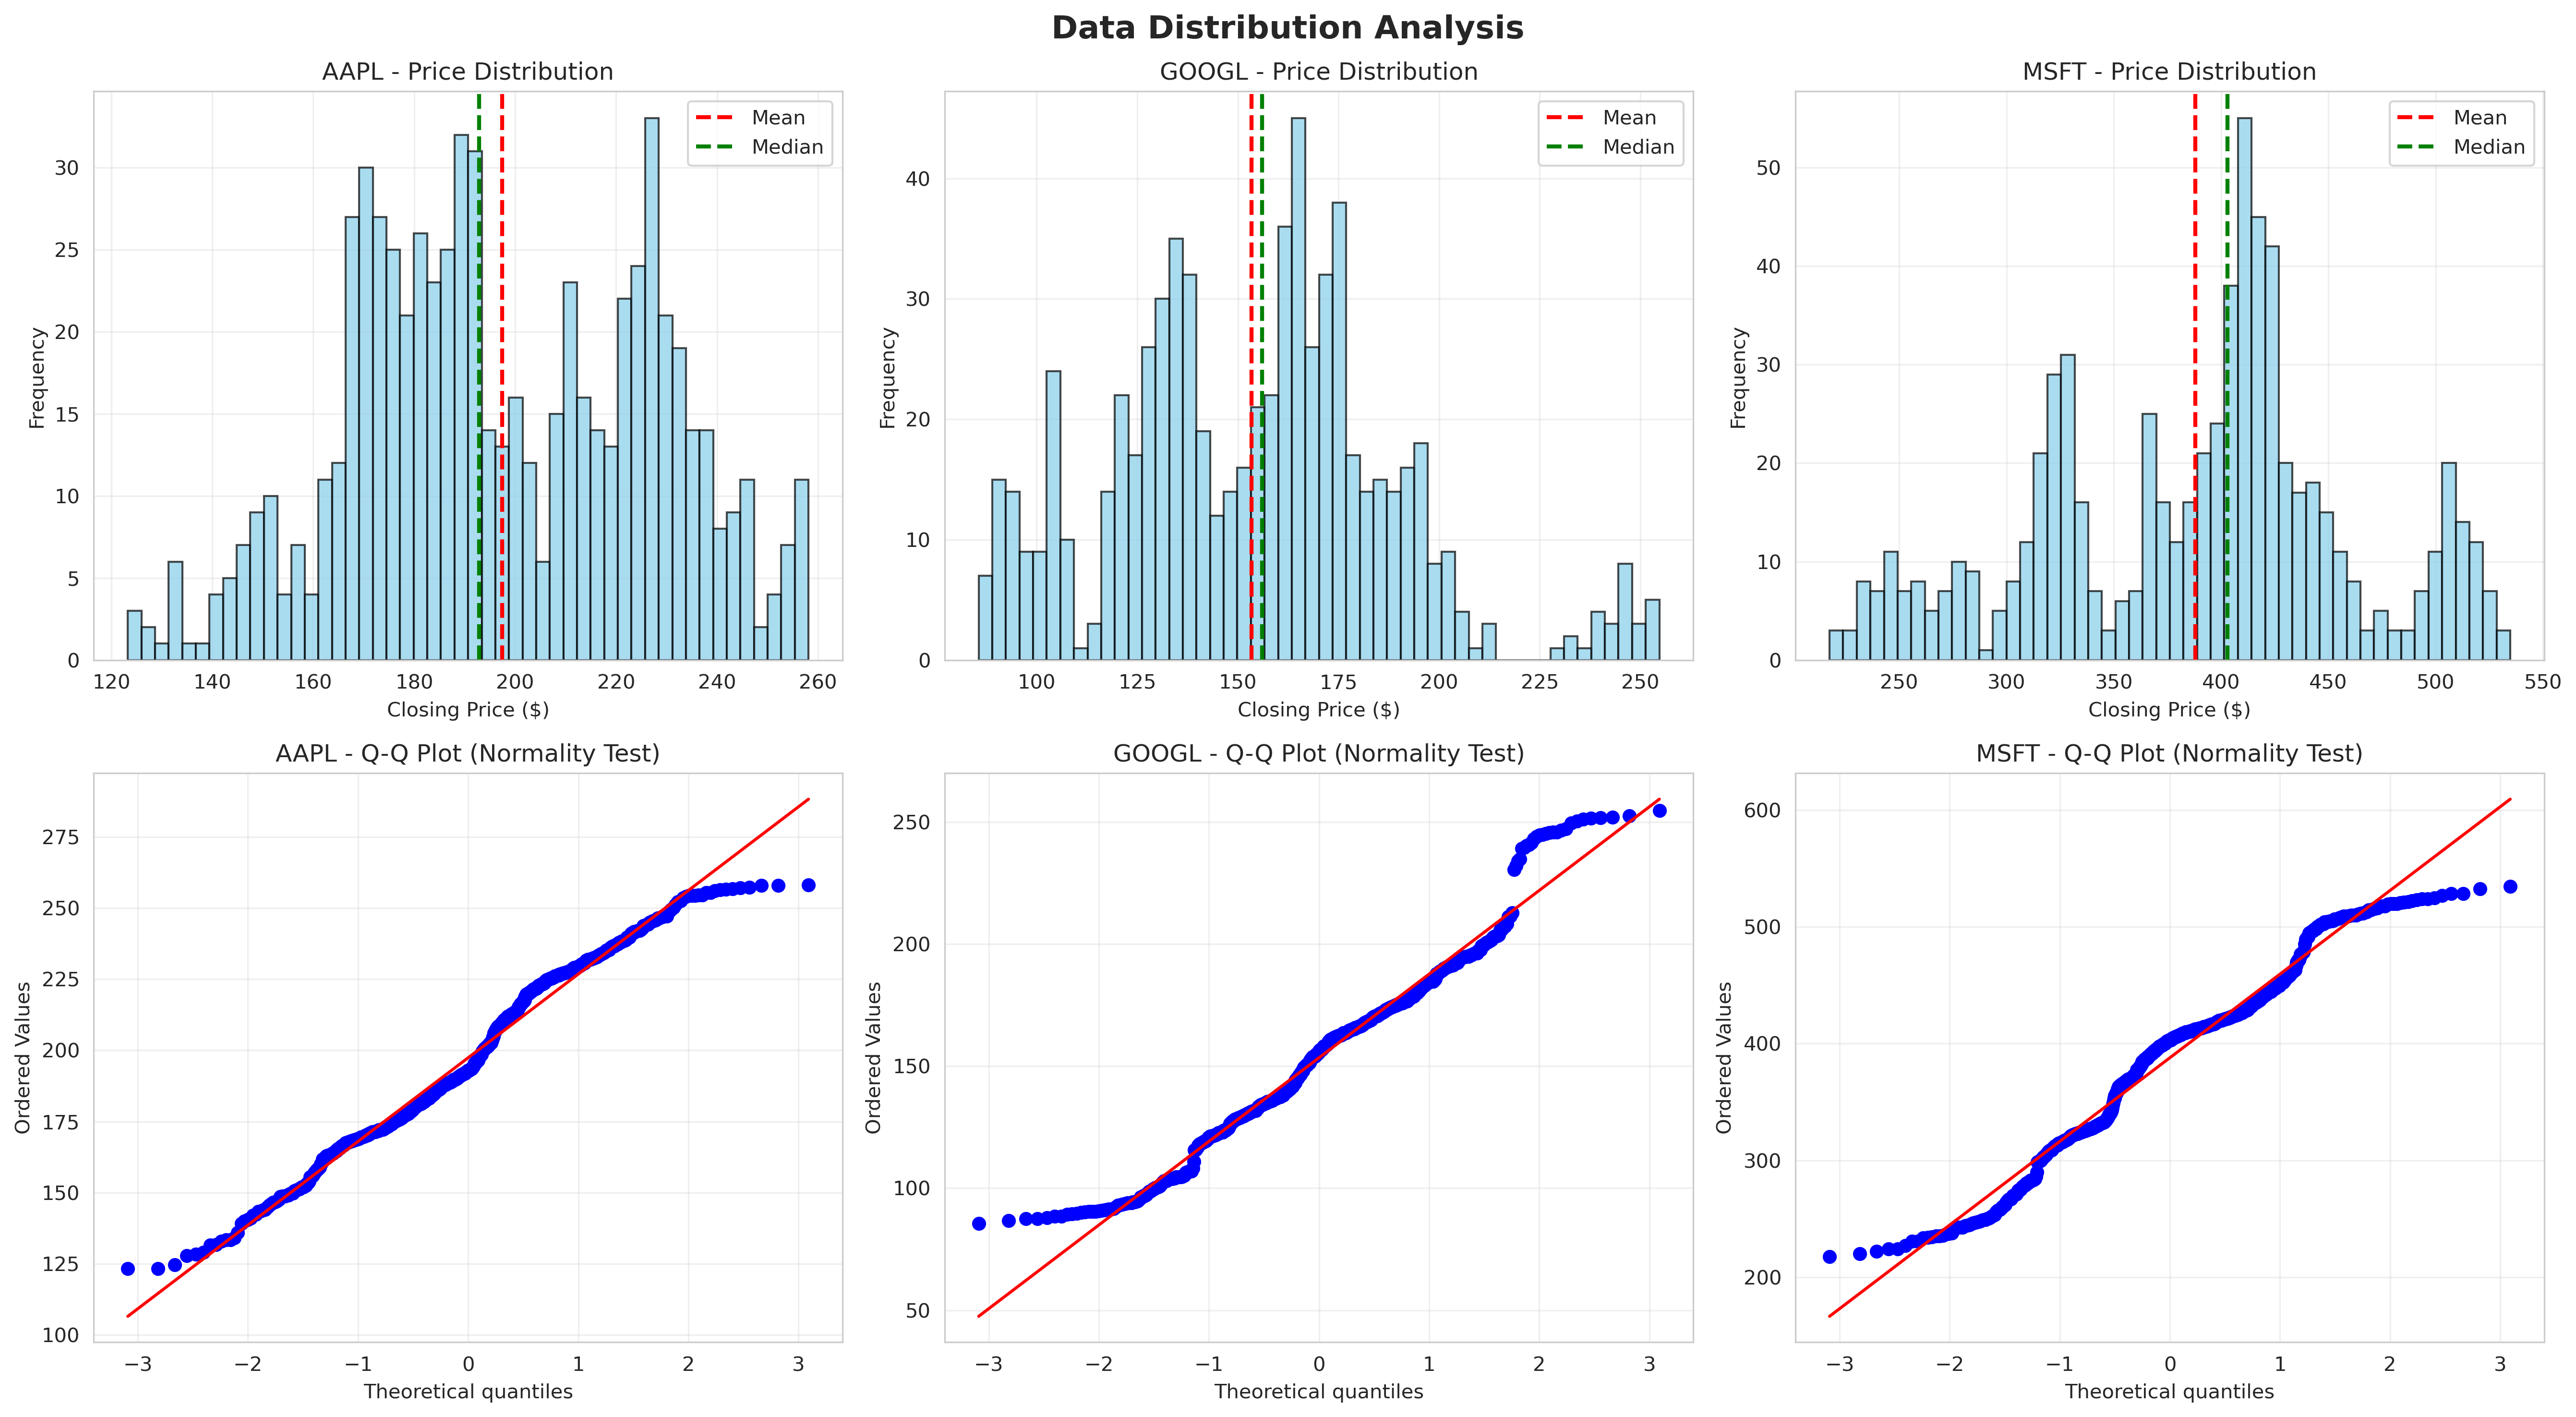 Data Distribution Analysis
AAPL - Price Distribution
Mean
Median
30
25
20
15
10
5
0
Frequency
120 140 160 180 200 220 240 260
Closing Price ($)
GOOGL - Price Distribution
Mean
Median
40
30
20
10
0
Frequency
100 125 150 175 200 225 250
Closing Price ($)
MSFT - Price Distribution
Mean
Median
50
40
30
20
10
0
Frequency
250 300 350 400 450 500 550
Closing Price ($)
AAPL - Q-Q Plot (Normality Test)
275
250
225
200
175
150
125
100
Ordered Values
−3 −2 −1 0 1 2 3
Theoretical quantiles
GOOGL - Q-Q Plot (Normality Test)
250
200
150
100
50
Ordered Values
−3 −2 −1 0 1 2 3
Theoretical quantiles
MSFT - Q-Q Plot (Normality Test)
600
500
400
300
200
Ordered Values
−3 −2 −1 0 1 2 3
Theoretical quantiles